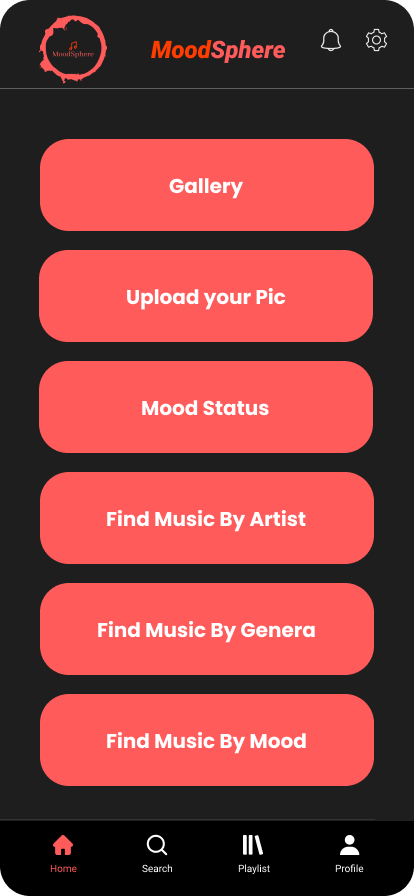 MoodSphere
MoodSphere
Gallery
Upload your Pic
Mood Status
Find Music By Artist
Find Music By Genera
Find Music By Mood
Home
Search
Playlist
Profile